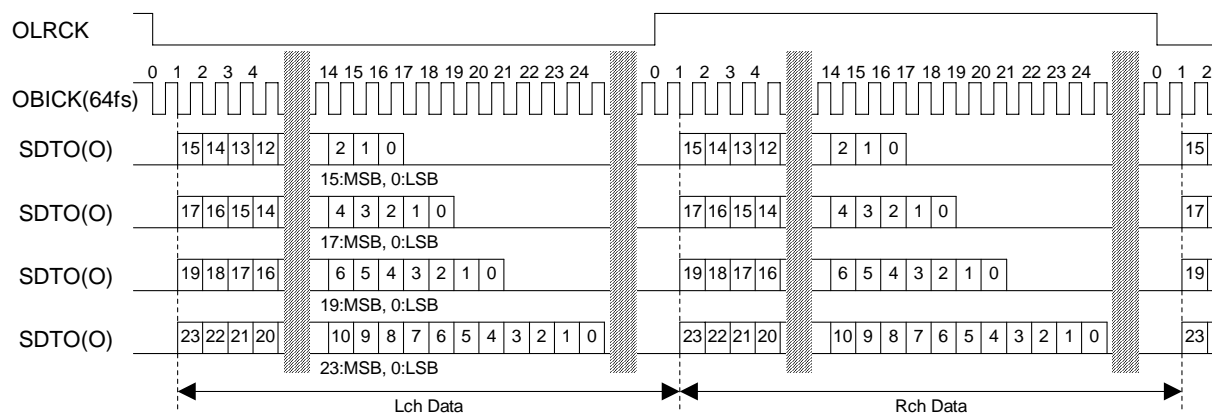 OLRCK
0 1 2 3 4 14 15 16 17 18 19 20 21 22 23 24 0 1 2 3 4 14 15 16 17 18 19 20 21 22 23 24 0 1 2
OBICK(64fs)
SDTO(O) 15 14 13 12 2 1 0 15 14 13 12 2 1 0 15
15:MSB, 0:LSB
SDTO(O) 17 16 15 14 4 3 2 1 0 17 16 15 14 4 3 2 1 0 17
17:MSB, 0:LSB
SDTO(O) 19 18 17 16 6 5 4 3 2 1 0 19 18 17 16 6 5 4 3 2 1 0 19
19:MSB, 0:LSB
SDTO(O) 23 22 21 20 10 9 8 7 6 5 4 3 2 1 0 23 22 21 20 10 9 8 7 6 5 4 3 2 1 0 23
23:MSB, 0:LSB
Lch Data Rch Data